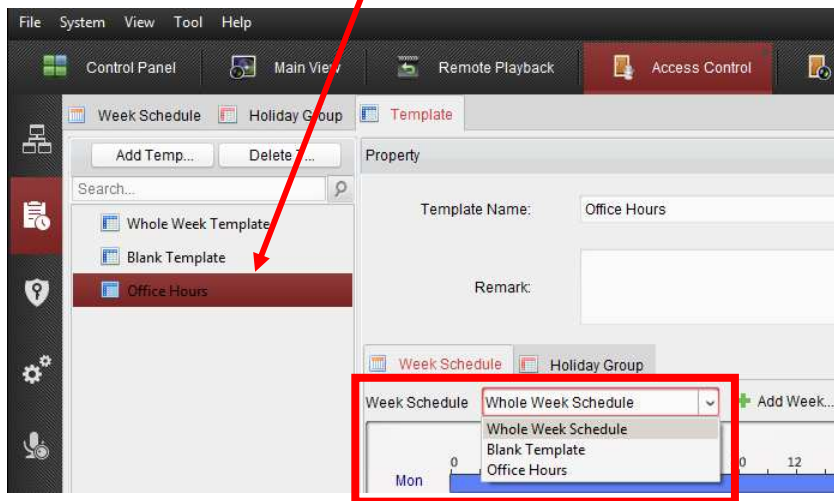 File System View Tool Help
Control Panel Main View Remote Playback Access Control
Week Schedule Holiday Group Template
Add Temp... Delete T... Property
Search...
Template Name: Office Hours
Whole Week Template
Blank Template
Office Hours
Remark:
Week Schedule Holiday Group
Week Schedule Whole Week Schedule Add Week...
Whole Week Schedule
Blank Template
Office Hours
0 12
Mon